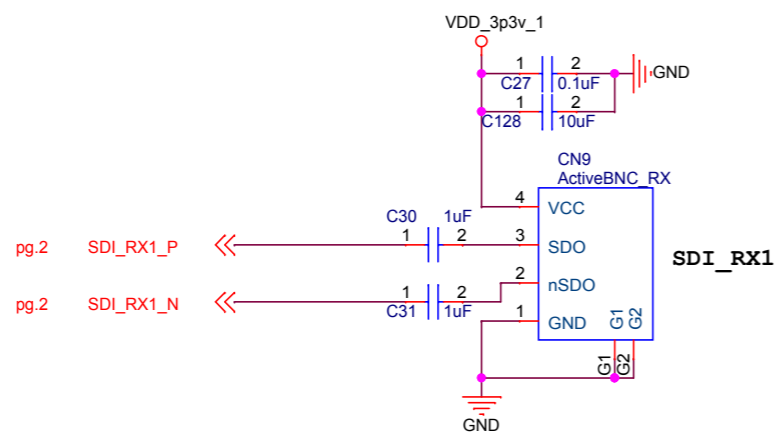 VDD_3p3v_1
1 2
C27 0.1uF
GND
1 2
C128 10uF
CN9
ActiveBNC_RX
4 VCC
C30 1uF
pg.2 SDI_RX1_P 1 2 3 SDO
SDI_RX1
2 nSDO
pg.2 SDI_RX1_N 1 2
C31 1uF
1 GND G1 G2
G1 G2
GND